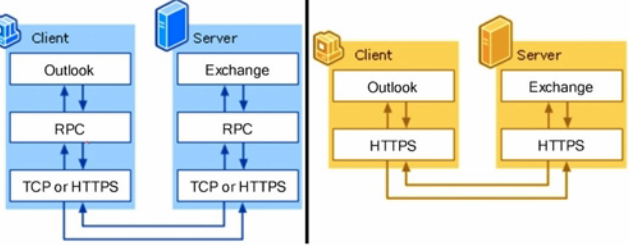 Client
Server
Outlook
Exchange
RPC
RPC
TCP or HTTPS
TCP or HTTPS
Client
Server
Outlook
Exchange
HTTPS
HTTPS